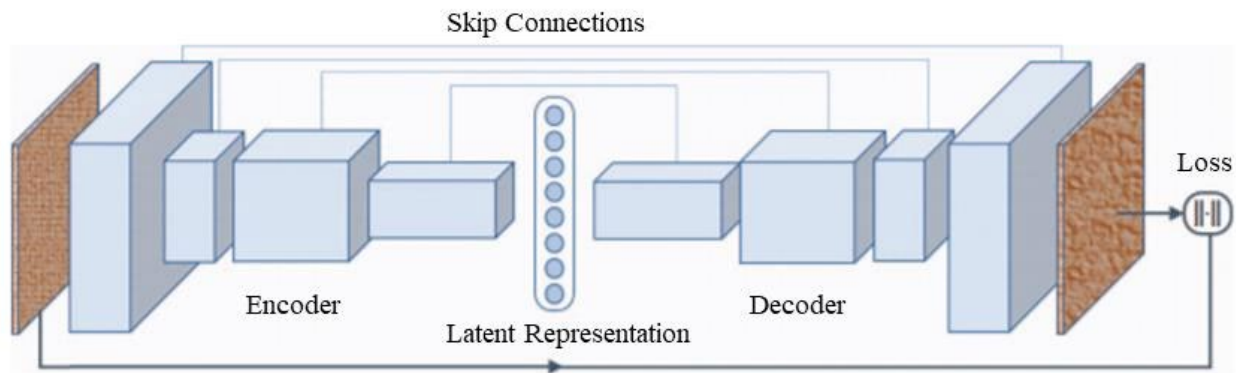 Skip Connections
Loss
||·||
Encoder
Decoder
Latent Representation